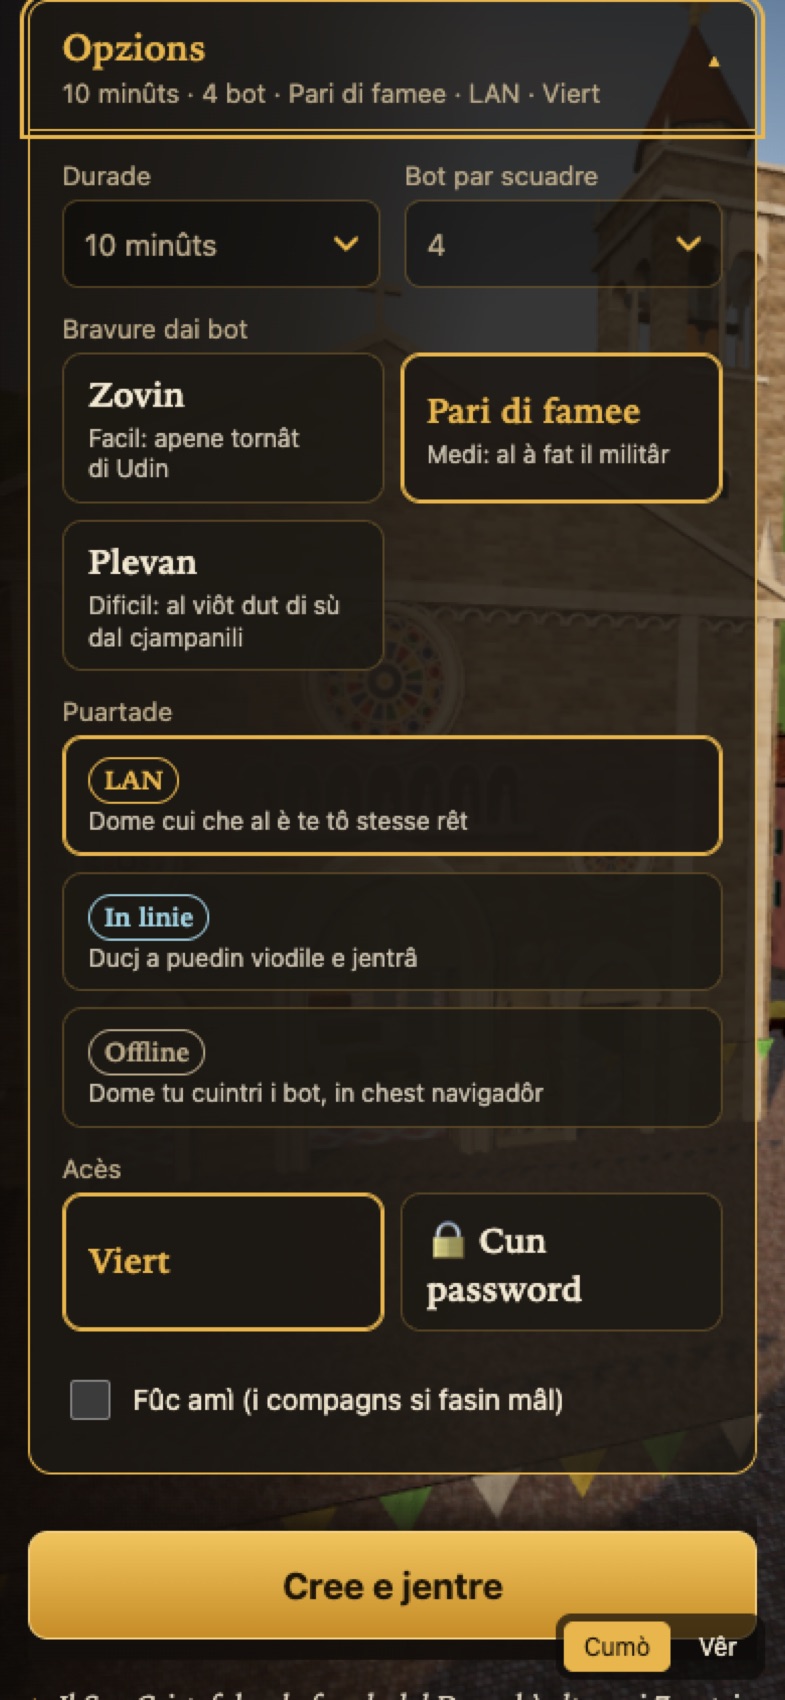 Opzions
10 minûts · 4 bot · Pari di famee · LAN · Viert
Durade
Bot par scuadre
10 minûts
4
Bravure dai bot
Zovin
Facil: apene tornât
di Udin
Pari di famee
Medi: al à fat il militâr
Plevan
Dificil: al viôt dut di sù
dal cjampanili
Puartade
LAN
Dome cui che al è te tô stesse rêt
In linie
Ducj a puedin viodile e jentrâ
Offline
Dome tu cuintri i bot, in chest navigadôr
Acès
Viert
Cun
password
Fûc amì (i compagns si fasin mâl)
Cree e jentre
Cumò
Vêr